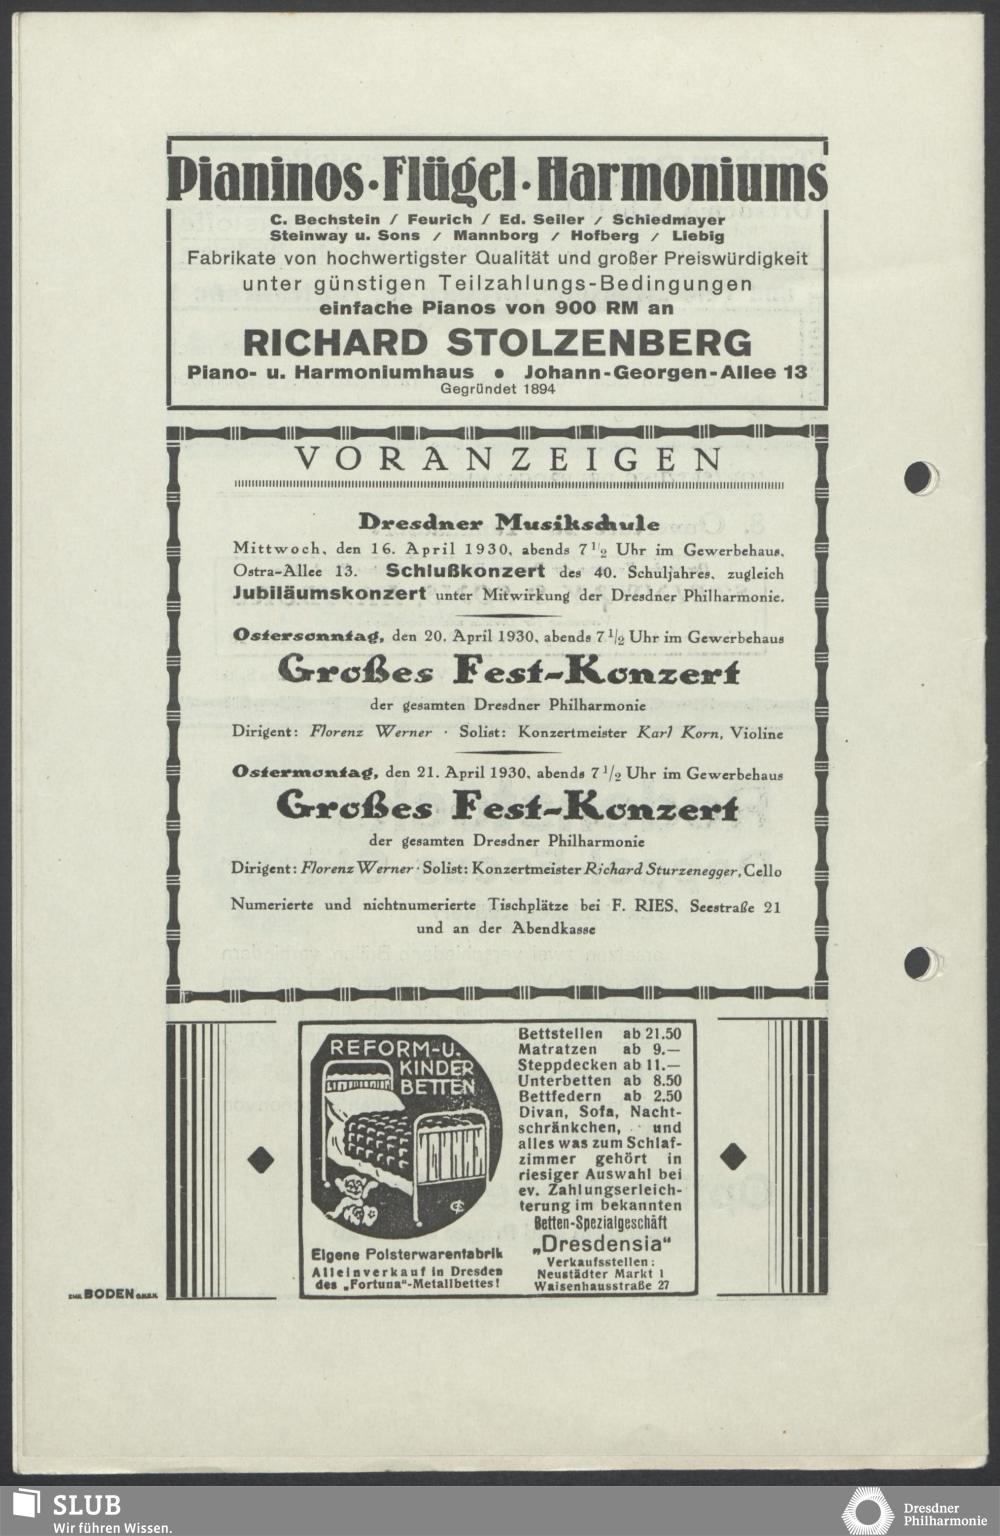 Pianinos·Flügel·Harmoniums
C. Bechstein / Feurich / Ed. Seiler / Schiedmayer
Steinway u. Sons / Mannborg / Hofberg / Liebig
Fabrikate von hochwertigster Qualität und großer Preiswürdigkeit
unter günstigen Teilzahlungs-Bedingungen
einfache Pianos von 900 RM an
RICHARD STOLZENBERG
Piano- u. Harmoniumhaus • Johann-Georgen-Allee 13
Gegründet 1894
VORANZEIGEN
Dresdner Musikschule
Mittwoch, den 16. April 1930, abends 7 1/2 Uhr im Gewerbehaus,
Ostra-Allee 13. Schlußkonzert des 40. Schuljahres, zugleich
Jubiläumskonzert unter Mitwirkung der Dresdner Philharmonie.
Ostersonntag, den 20. April 1930, abends 7 1/2 Uhr im Gewerbehaus
Großes Fest-Konzert
der gesamten Dresdner Philharmonie
Dirigent: Florenz Werner · Solist: Konzertmeister Karl Korn, Violine
Ostermontag, den 21. April 1930, abends 7 1/2 Uhr im Gewerbehaus
Großes Fest-Konzert
der gesamten Dresdner Philharmonie
Dirigent: Florenz Werner · Solist: Konzertmeister Richard Sturzenegger, Cello
Numerierte und nichtnumerierte Tischplätze bei F. RIES, Seestraße 21
und an der Abendkasse
REFORM-U.
KINDER
BETTEN
Eigene Polsterwarenfabrik
Alleinverkauf in Dresden
des „Fortuna“-Metallbettes!
Bettstellen ab 21.50
Matratzen ab 9.—
Steppdecken ab 11.—
Unterbetten ab 8.50
Bettfedern ab 2.50
Divan, Sofa, Nacht-
schränkchen, und
alles was zum Schlaf-
zimmer gehört in
riesiger Auswahl bei
ev. Zahlungserleich-
terung im bekannten
Betten-Spezialgeschäft
„Dresdensia“
Verkaufsstellen:
Neustädter Markt 1
Waisenhausstraße 27
BODEN
SLUB
Wir führen Wissen.
Dresdner
Philharmonie